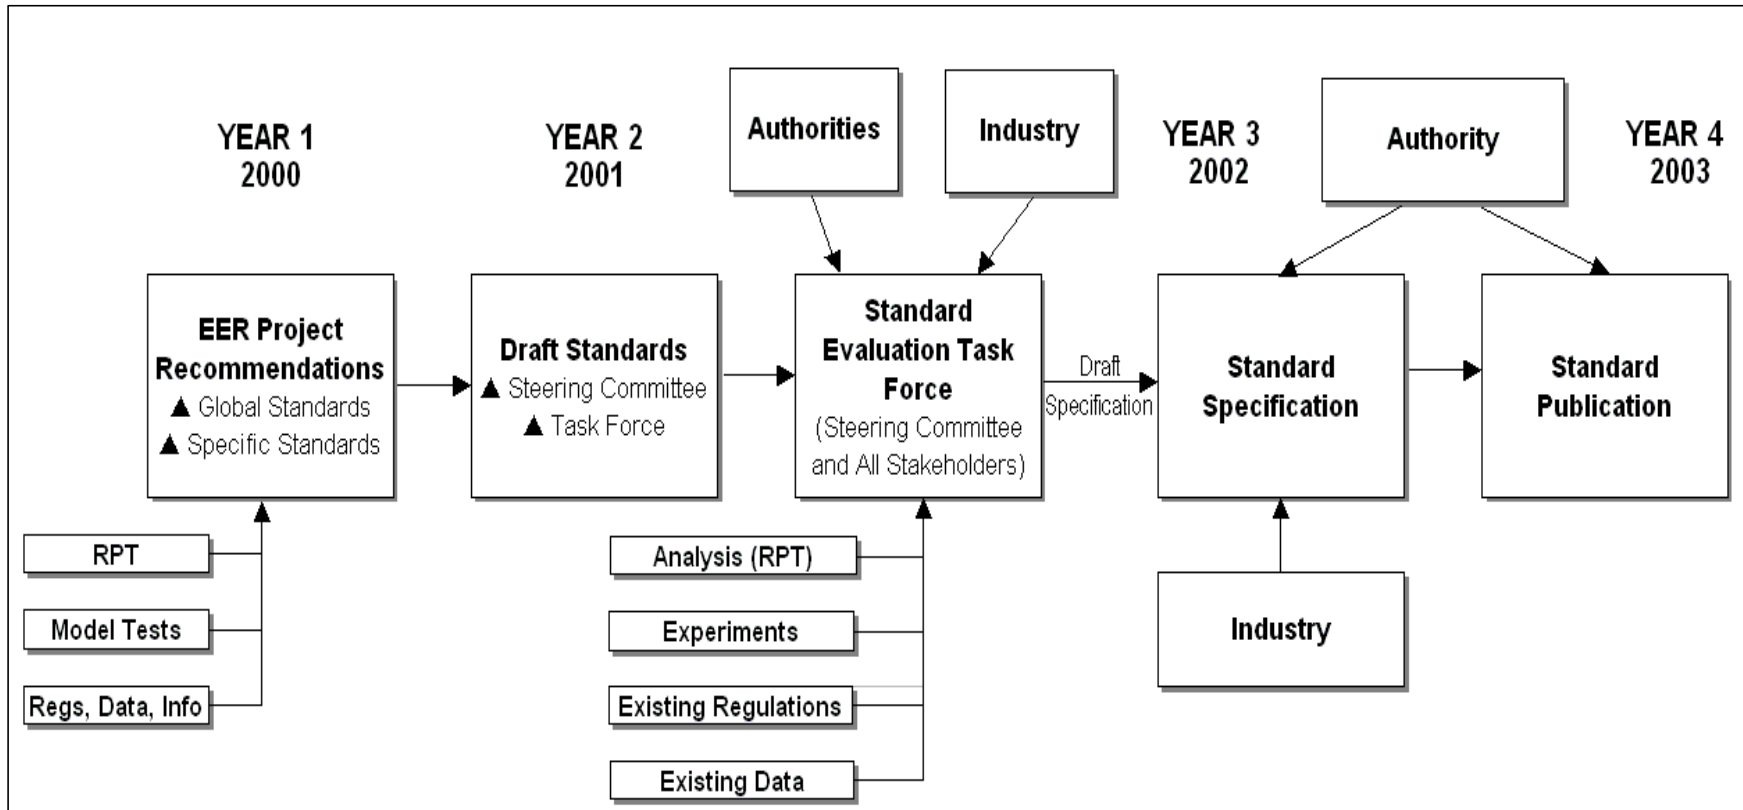 YEAR 1
2000
YEAR 2
2001
Authorities
Industry
YEAR 3
2002
Authority
YEAR 4
2003
EER Project
Recommendations
▲ Global Standards
▲ Specific Standards
Draft Standards
▲ Steering Committee
▲ Task Force
Standard
Evaluation Task
Force
(Steering Committee
and All Stakeholders)
Draft
Specification
Standard
Specification
Standard
Publication
RPT
Model Tests
Regs, Data, Info
Analysis (RPT)
Experiments
Existing Regulations
Existing Data
Industry